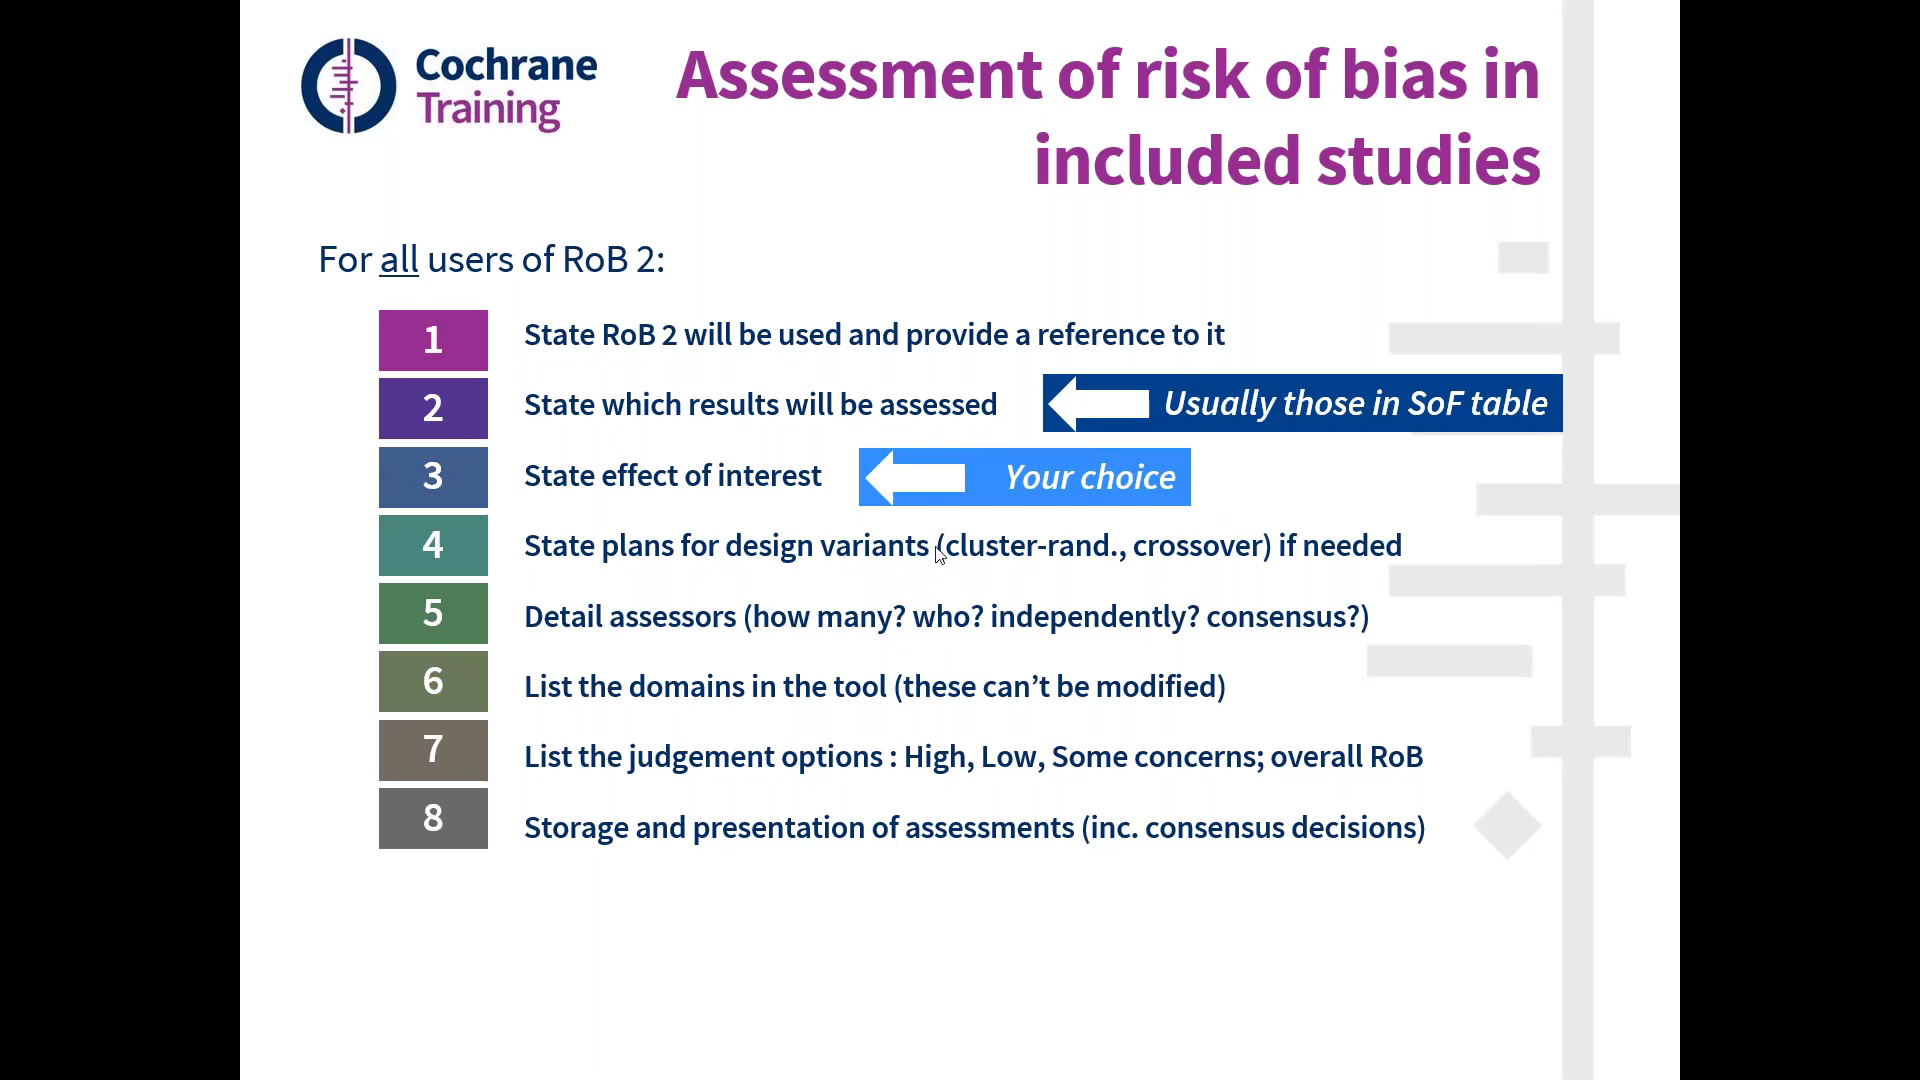 Cochrane
Training
Assessment of risk of bias in
included studies
For all users of RoB 2:
1 State RoB 2 will be used and provide a reference to it
2 State which results will be assessed Usually those in SoF table
3 State effect of interest Your choice
4 State plans for design variants (cluster-rand., crossover) if needed
5 Detail assessors (how many? who? independently? consensus?)
6 List the domains in the tool (these can’t be modified)
7 List the judgement options : High, Low, Some concerns; overall RoB
8 Storage and presentation of assessments (inc. consensus decisions)